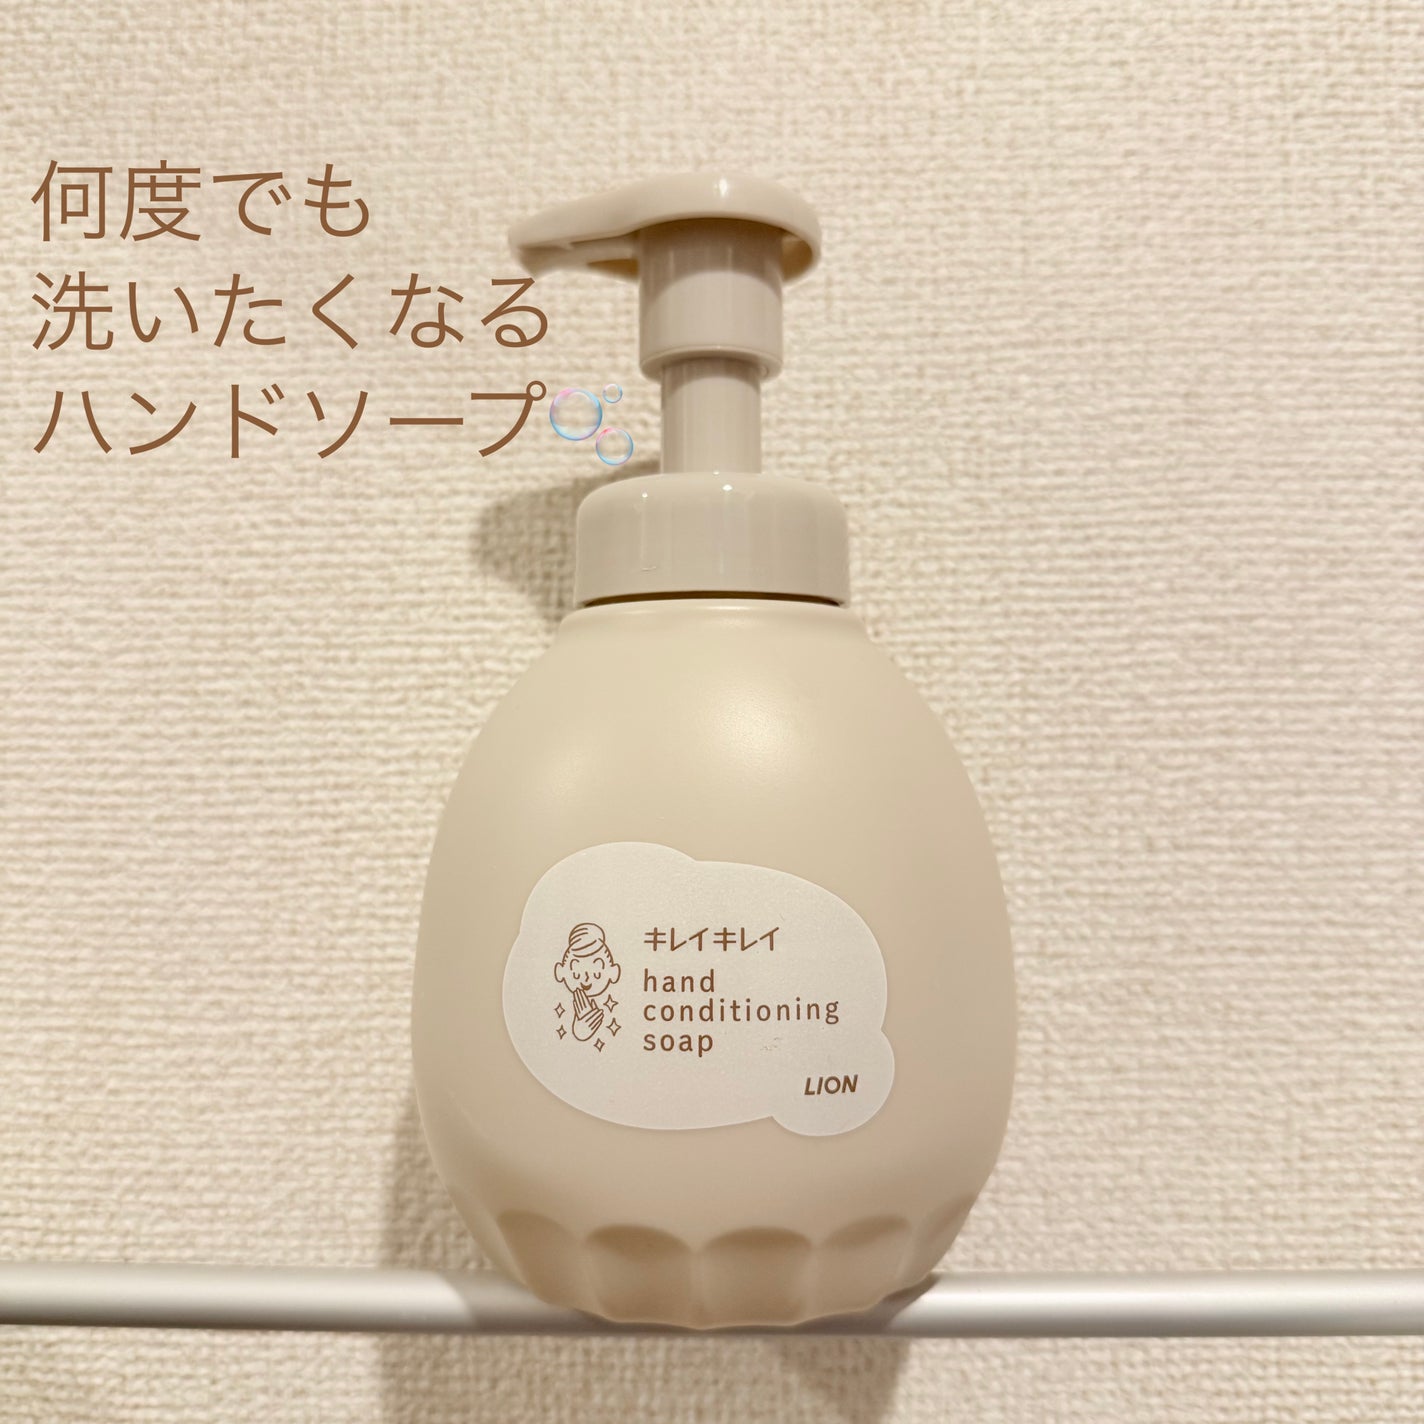 何度でも
洗いたくなる
ハンドソープ🫧
キレイキレイ
hand
conditioning
soap
LION